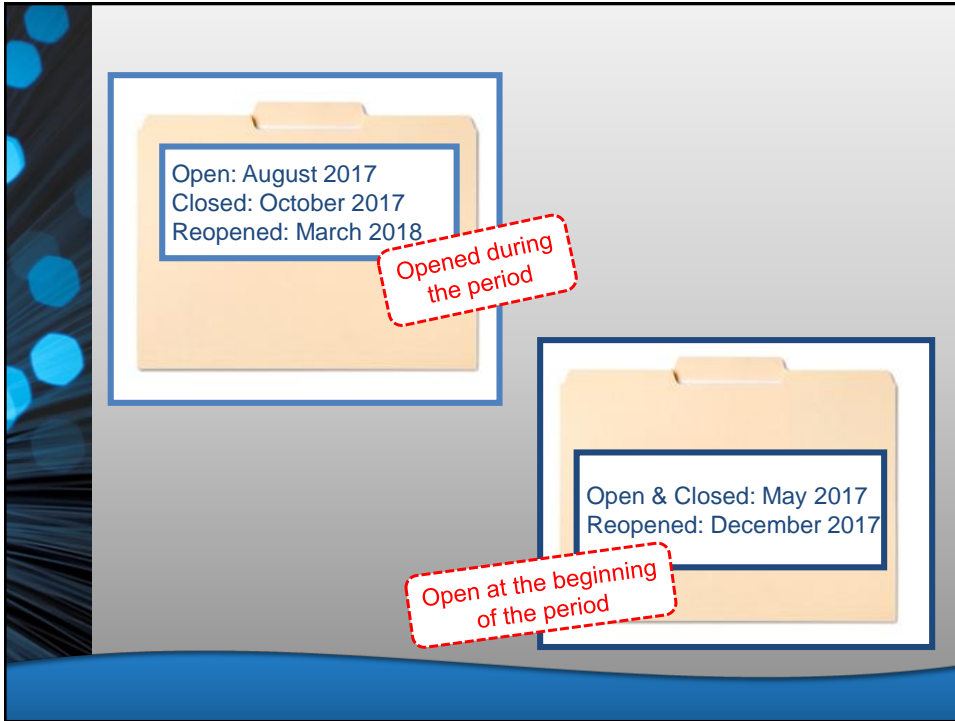 Open: August 2017
Closed: October 2017
Reopened: March 2018
Opened during
the period
Open & Closed: May 2017
Reopened: December 2017
Open at the beginning
of the period